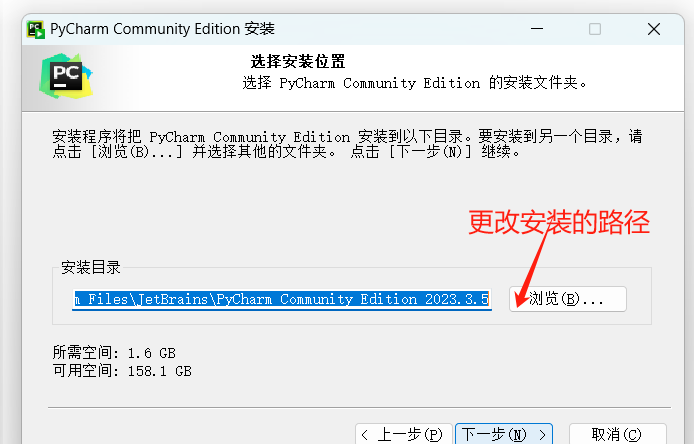 PyCharm Community Edition 安装
PC
选择安装位置
选择 PyCharm Community Edition 的安装文件夹。
安装程序将把 PyCharm Community Edition 安装到以下目录。要安装到另一个目录，请
点击 [浏览(B)...] 并选择其他的文件夹。 点击 [下一步(N)] 继续。
更改安装的路径
安装目录
m Files\JetBrains\PyCharm Community Edition 2023.3.5
浏览(B)...
所需空间: 1.6 GB
可用空间: 158.1 GB
< 上一步(P)
下一步(N) >
取消(C)